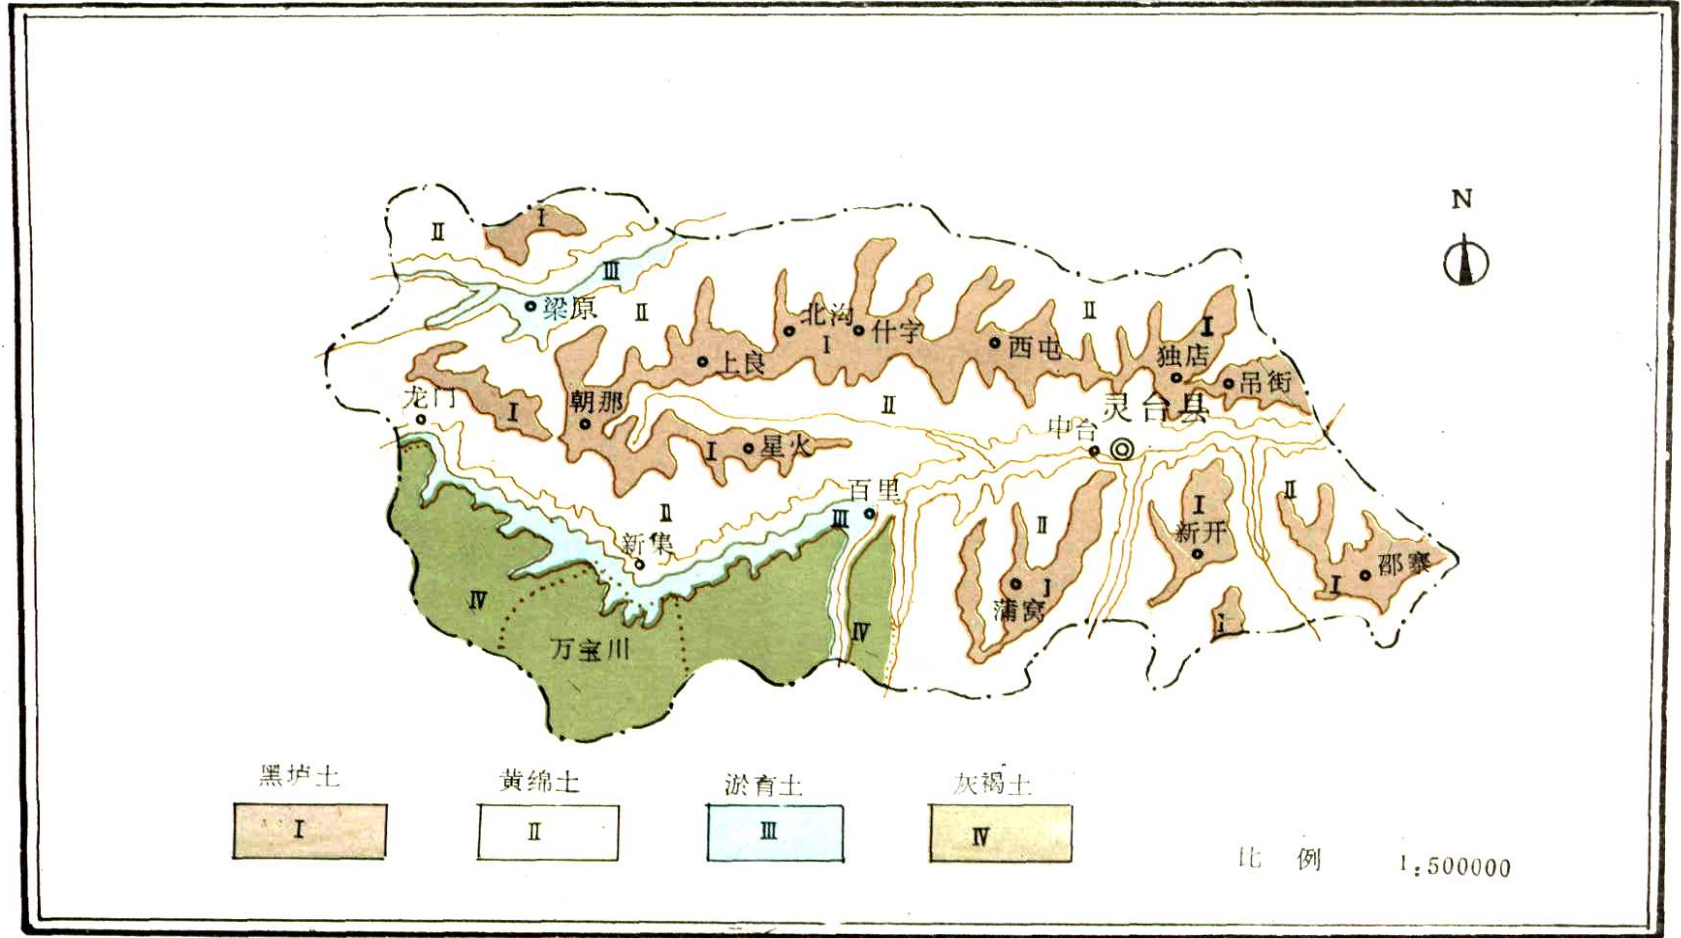 N
I
II
III
梁原
II
II
北沟
什字
I
I
上良
西屯
独店
吊街
龙门
朝那
I
II
灵台县
中台
I
星火
百里
II
III
II
I
II
新集
新开
邵寨
I
IV
蒲窝
I
万宝川
IV
I
黑垆土
黄绵土
淤育土
灰褐土
I
II
III
IV
比例 1:500000